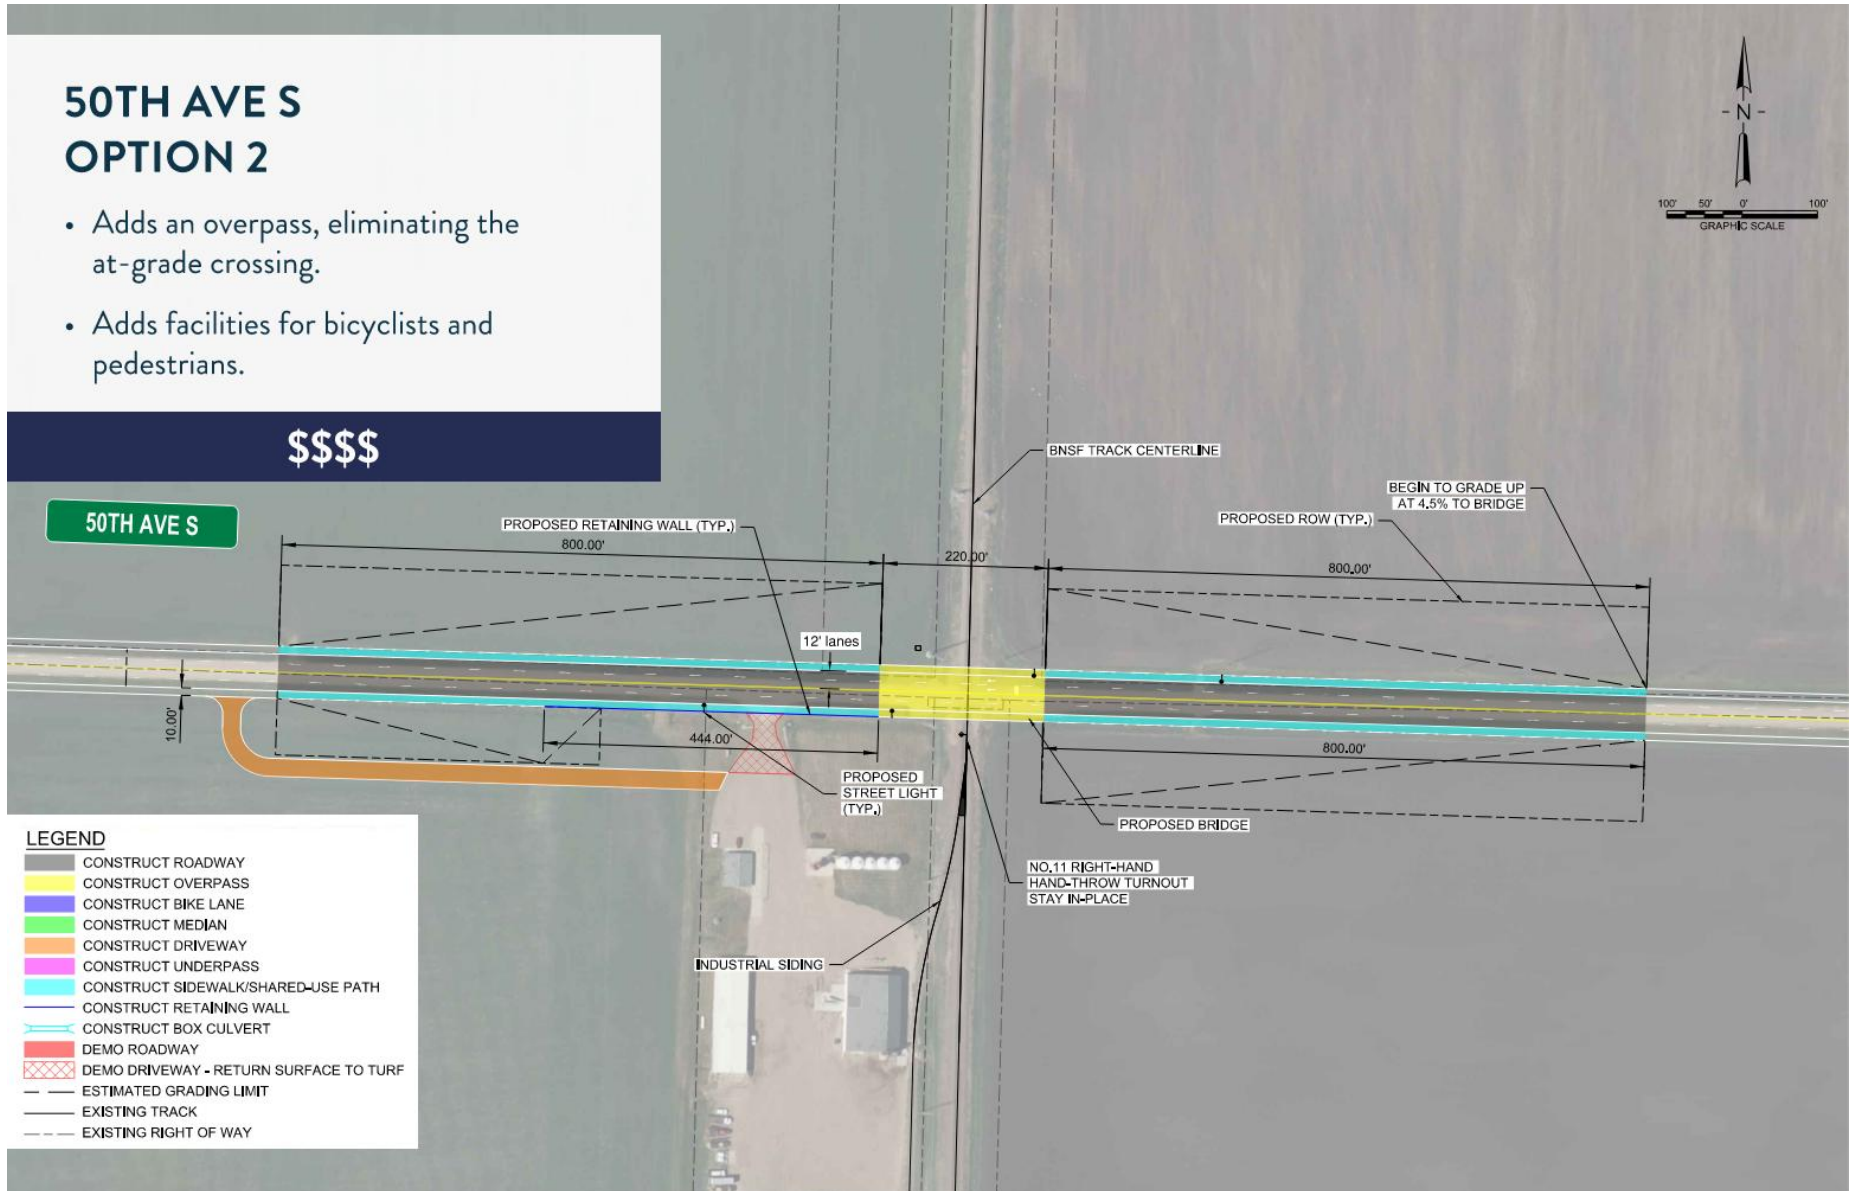 50TH AVE S
OPTION 2
• Adds an overpass, eliminating the
at-grade crossing.
• Adds facilities for bicyclists and
pedestrians.
$$$$
- N -
100' 50' 0' 100'
GRAPHIC SCALE
BNSF TRACK CENTERLINE
BEGIN TO GRADE UP
AT 4.5% TO BRIDGE
50TH AVE S
PROPOSED RETAINING WALL (TYP.)
PROPOSED ROW (TYP.)
800.00'
220.00'
800.00'
12' lanes
10.00'
444.00'
800.00'
PROPOSED
STREET LIGHT
(TYP.)
PROPOSED BRIDGE
NO.11 RIGHT-HAND
HAND-THROW TURNOUT
STAY IN-PLACE
INDUSTRIAL SIDING
LEGEND
CONSTRUCT ROADWAY
CONSTRUCT OVERPASS
CONSTRUCT BIKE LANE
CONSTRUCT MEDIAN
CONSTRUCT DRIVEWAY
CONSTRUCT UNDERPASS
CONSTRUCT SIDEWALK/SHARED-USE PATH
CONSTRUCT RETAINING WALL
CONSTRUCT BOX CULVERT
DEMO ROADWAY
DEMO DRIVEWAY - RETURN SURFACE TO TURF
ESTIMATED GRADING LIMIT
EXISTING TRACK
EXISTING RIGHT OF WAY